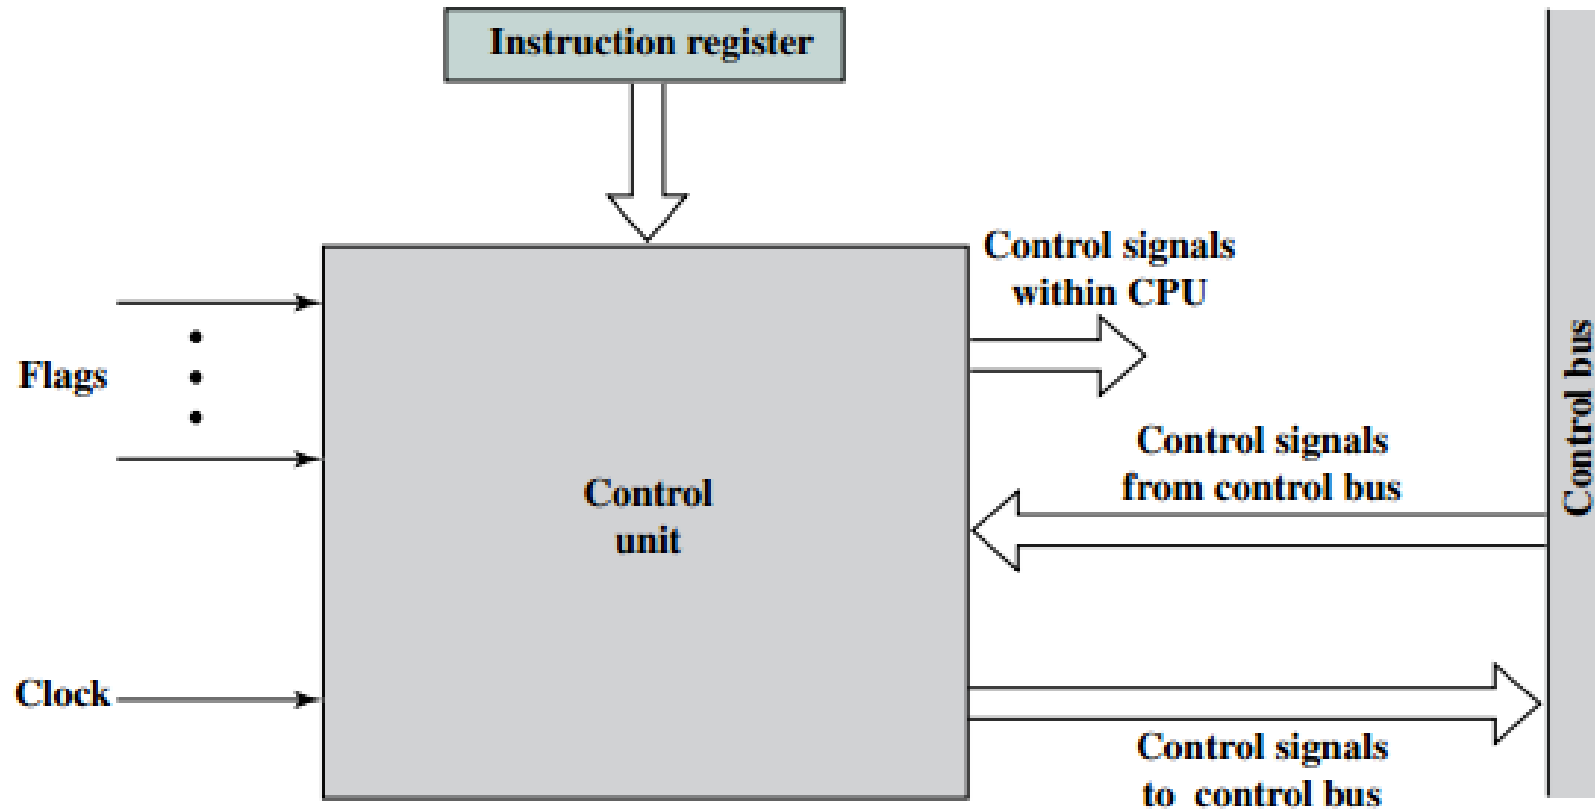 Instruction register
Control signals
within CPU
Flags
Control signals
from control bus
Control
unit
Clock
Control signals
to control bus
Control bus